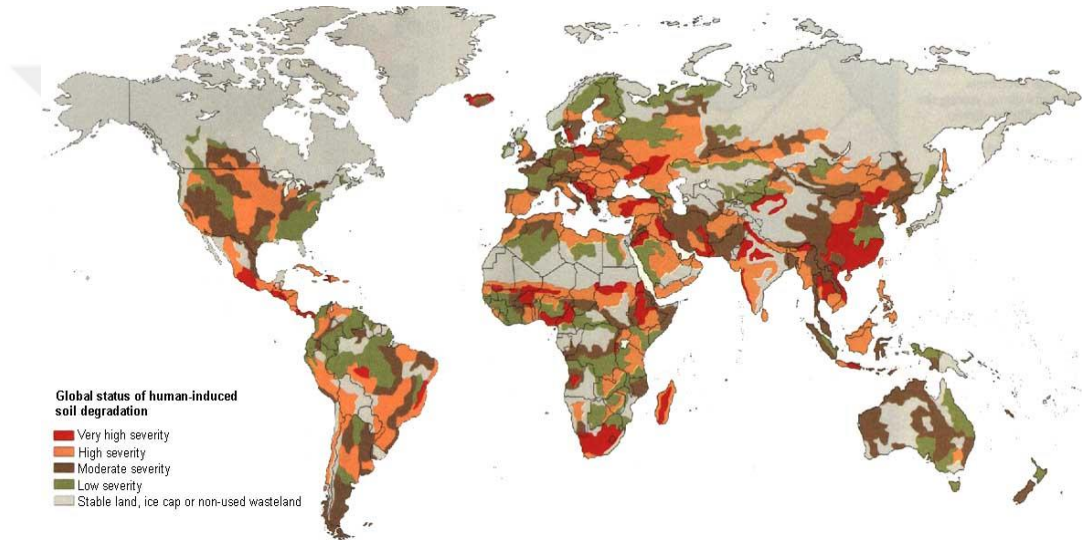 Global status of human-induced
soil degradation
Very high severity
High severity
Moderate severity
Low severity
Stable land, ice cap or non-used wasteland